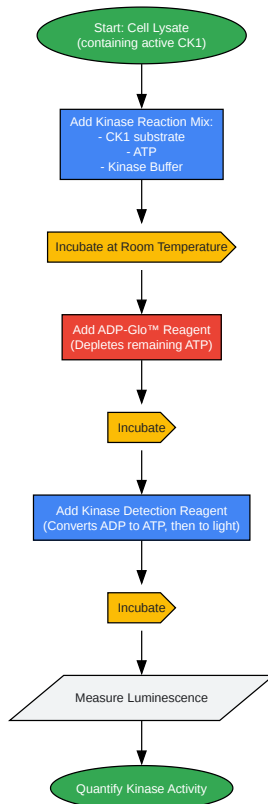 Start: Cell Lysate
(containing active CK1)
Add Kinase Reaction Mix:
- CK1 substrate
- ATP
- Kinase Buffer
Incubate at Room Temperature
Add ADP-Glo™ Reagent
(Depletes remaining ATP)
Incubate
Add Kinase Detection Reagent
(Converts ADP to ATP, then to light)
Incubate
Measure Luminescence
Quantify Kinase Activity